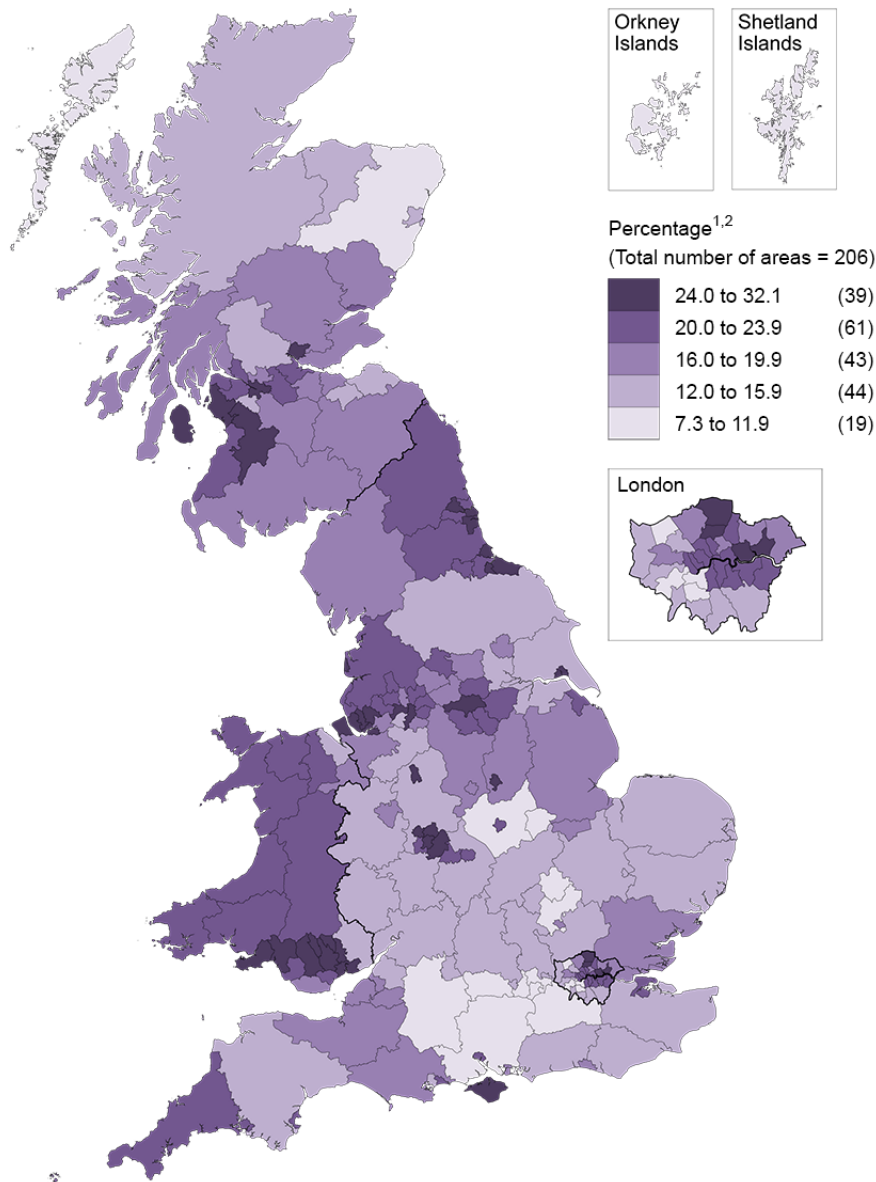 Orkney
Islands
Shetland
Islands
Percentage1,2
(Total number of areas = 206)
24.0 to 32.1 (39)
20.0 to 23.9 (61)
16.0 to 19.9 (43)
12.0 to 15.9 (44)
7.3 to 11.9 (19)
London